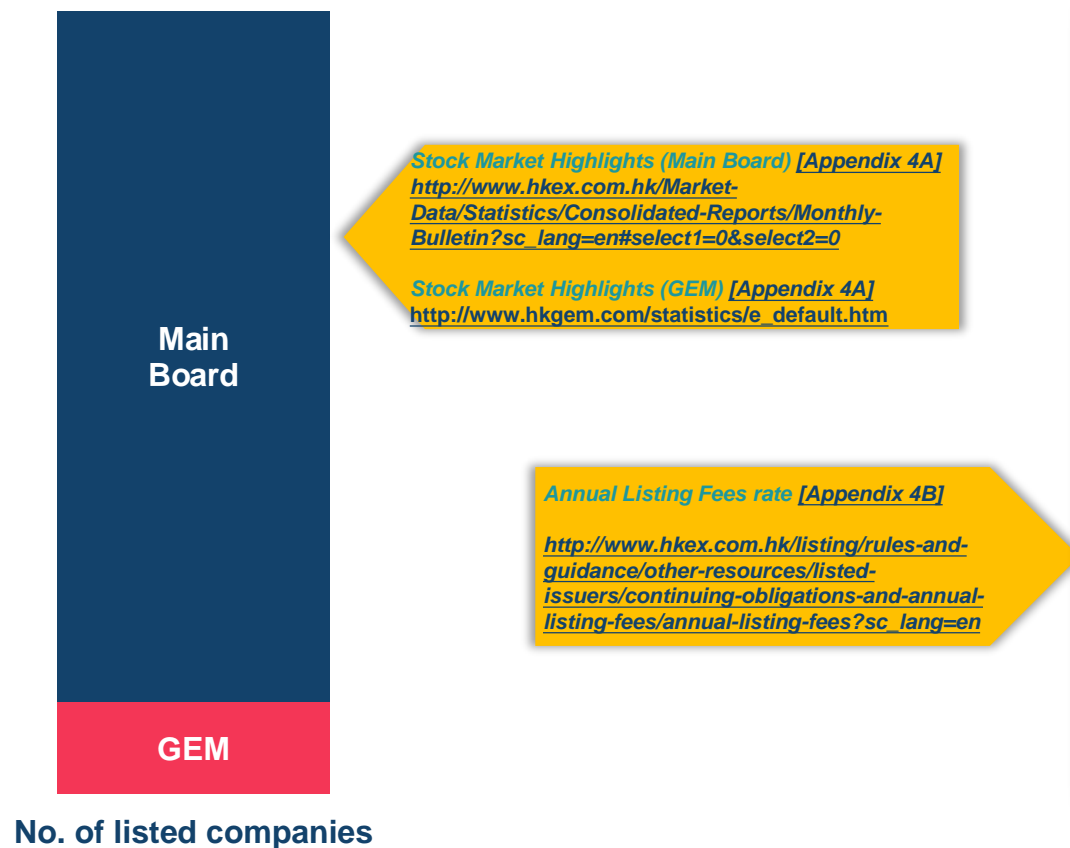 Stock Market Highlights (Main Board) [Appendix 4A]
http://www.hkex.com.hk/Market-
Data/Statistics/Consolidated-Reports/Monthly-
Bulletin?sc_lang=en#select1=0&select2=0
Stock Market Highlights (GEM) [Appendix 4A]
http://www.hkgem.com/statistics/e_default.htm
Main
Board
Annual Listing Fees rate [Appendix 4B]
http://www.hkex.com.hk/listing/rules-and-
guidance/other-resources/listed-
issuers/continuing-obligations-and-annual-
listing-fees/annual-listing-fees?sc_lang=en
GEM
No. of listed companies